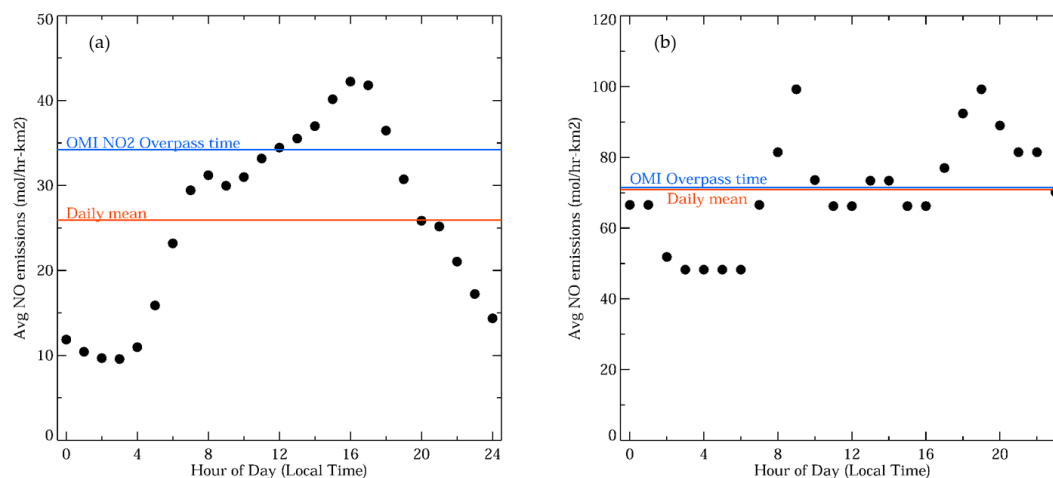 (a)
50
40
30
20
10
0
Avg NO emissions (mol/hr-km2)
OMI NO2 Overpass time
Daily mean
0 4 8 12 16 20 24
Hour of Day (Local Time)
(b)
120
100
80
60
40
20
0
Avg NO emissions (mol/hr-km2)
OMI Overpass time
Daily mean
0 4 8 12 16 20
Hour of Day (Local Time)